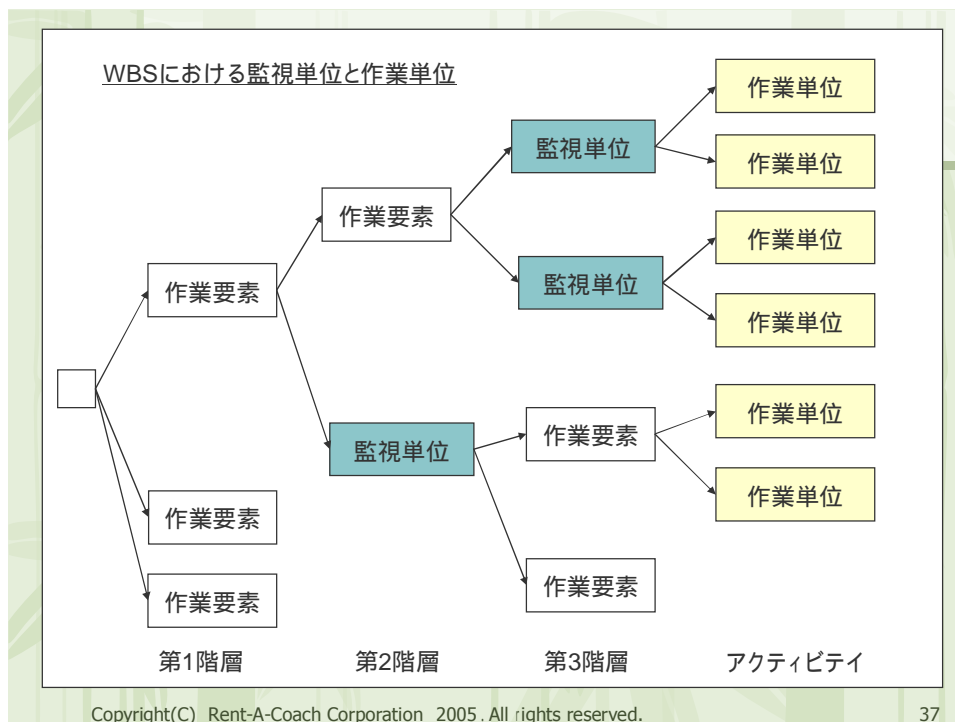 WBSにおける監視単位と作業単位
作業単位
監視単位
作業単位
作業要素
作業単位
監視単位
作業要素
作業単位
作業単位
監視単位
作業要素
作業単位
作業要素
作業要素
作業要素
第1階層
第2階層
第3階層
アクティビテイ
Copyright(C) Rent-A-Coach Corporation 2005. All rights reserved.
37